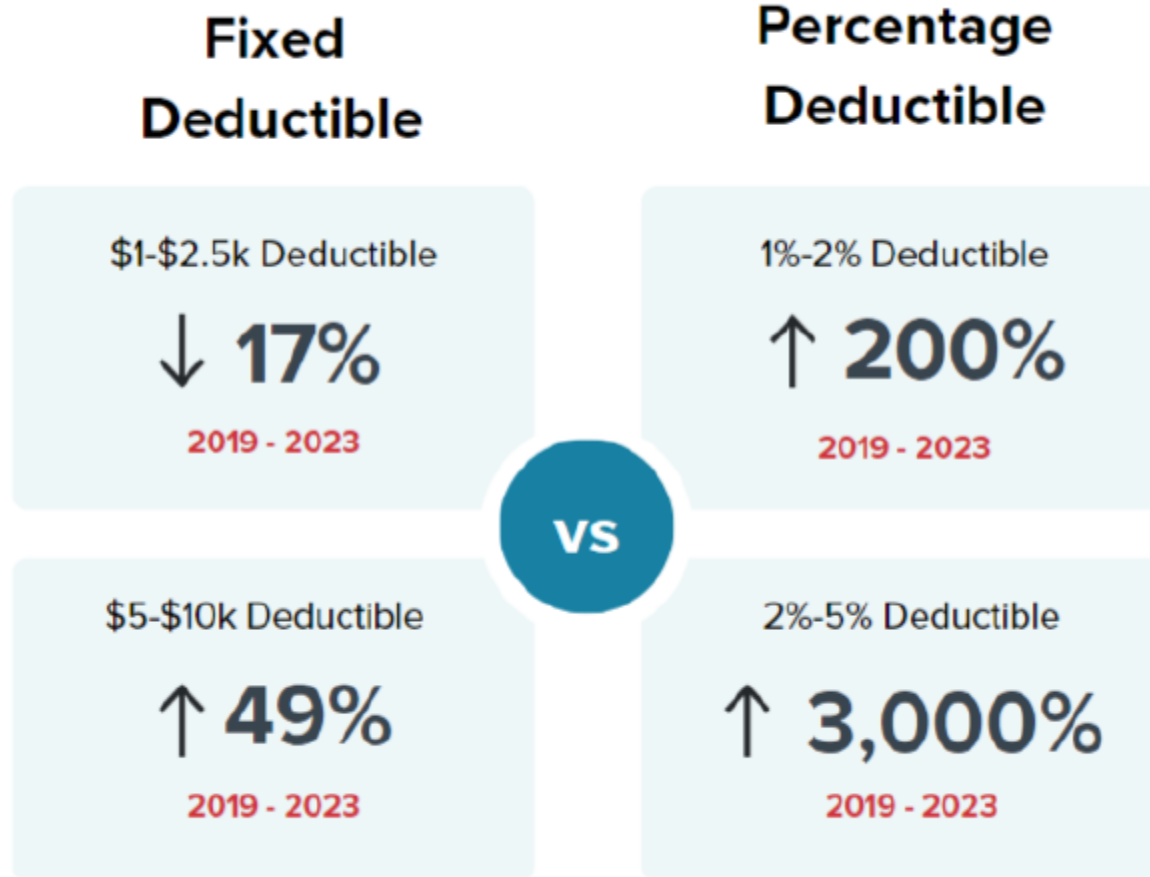 Fixed
Deductible
$1-$2.5k Deductible
↓ 17%
2019 - 2023
$5-$10k Deductible
↑ 49%
2019 - 2023
vs
Percentage
Deductible
1%-2% Deductible
↑ 200%
2019 - 2023
2%-5% Deductible
↑ 3,000%
2019 - 2023